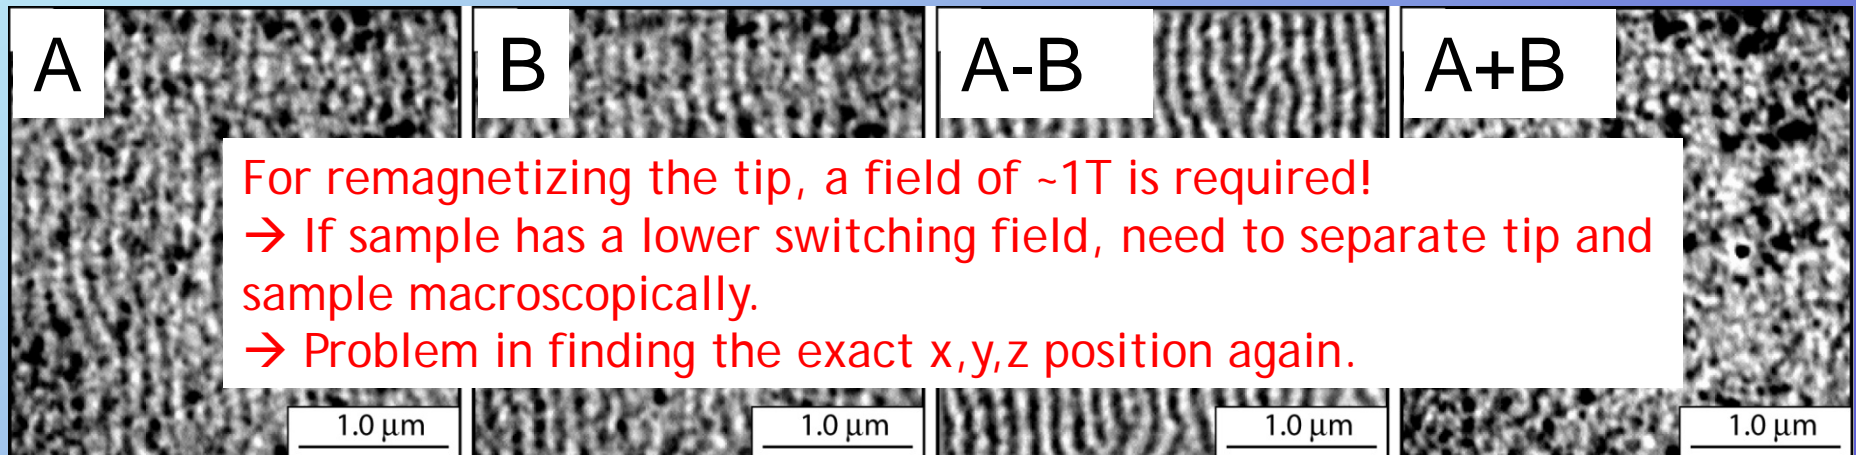 A
B
A-B
A+B
For remagnetizing the tip, a field of ~1T is required!
→ If sample has a lower switching field, need to separate tip and
sample macroscopically.
→ Problem in finding the exact x,y,z position again.
1.0 μm
1.0 μm
1.0 μm
1.0 μm